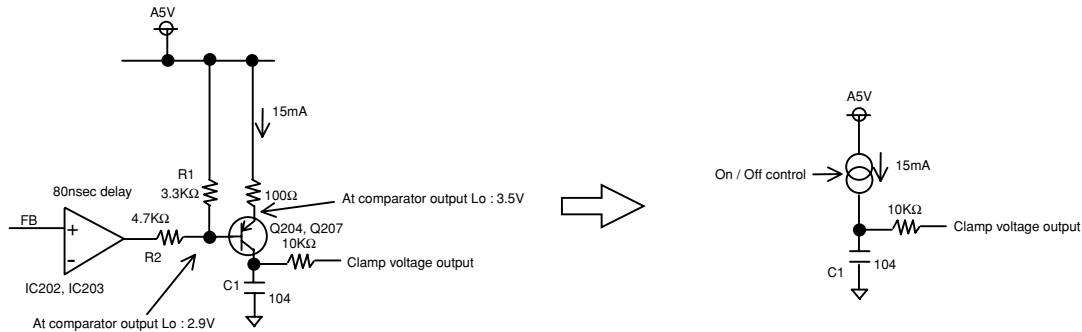 A5V
15mA
R1
3.3KΩ
100Ω
80nsec delay
At comparator output Lo : 3.5V
FB
+
-
4.7KΩ
R2
Q204, Q207
10KΩ
Clamp voltage output
IC202, IC203
C1
104
At comparator output Lo : 2.9V
A5V
On / Off control
15mA
10KΩ
Clamp voltage output
C1
104